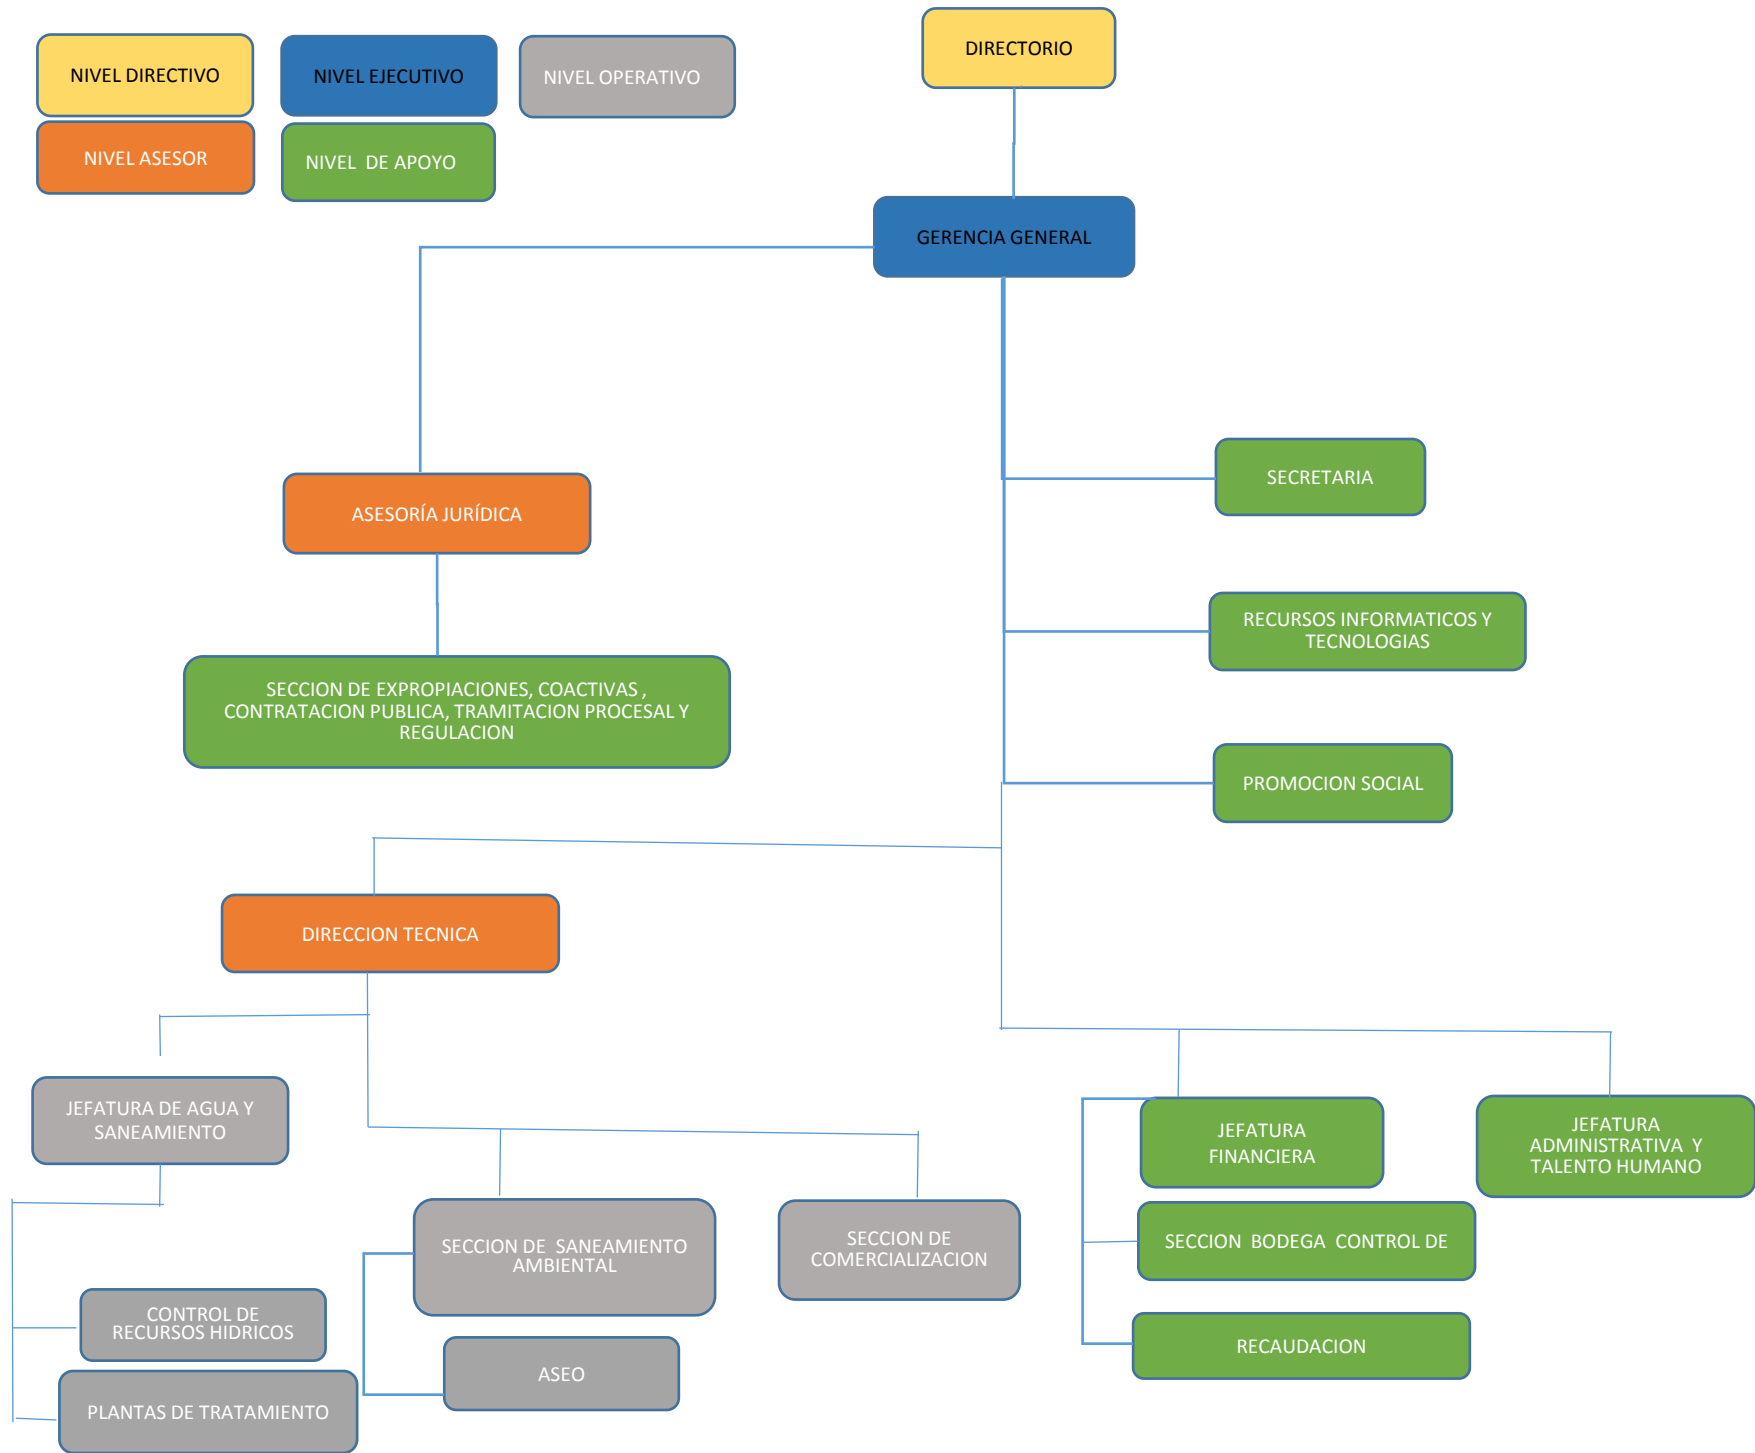 NIVEL DIRECTIVO
NIVEL EJECUTIVO
NIVEL OPERATIVO
NIVEL ASESOR
NIVEL DE APOYO
DIRECTORIO
GERENCIA GENERAL
ASESORÍA JURÍDICA
SECCION DE EXPROPIACIONES, COACTIVAS ,
CONTRATACION PUBLICA, TRAMITACION PROCESAL Y
REGULACION
SECRETARIA
RECURSOS INFORMATICOS Y
TECNOLOGIAS
PROMOCION SOCIAL
DIRECCION TECNICA
JEFATURA DE AGUA Y
SANEAMIENTO
CONTROL DE
RECURSOS HIDRICOS
PLANTAS DE TRATAMIENTO
SECCION DE SANEAMIENTO
AMBIENTAL
ASEO
SECCION DE
COMERCIALIZACION
JEFATURA
FINANCIERA
SECCION BODEGA CONTROL DE
RECAUDACION
JEFATURA
ADMINISTRATIVA Y
TALENTO HUMANO